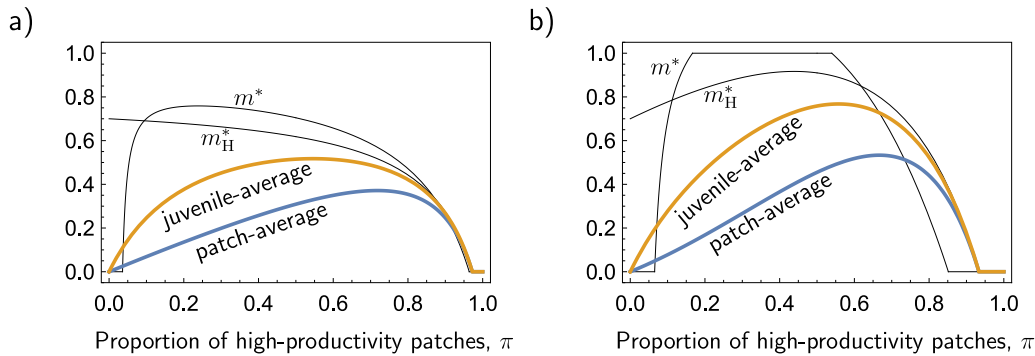 a)
1.0
0.8
0.6
0.4
0.2
0.0
m*
m*H
juvenile-average
patch-average
0.0 0.2 0.4 0.6 0.8 1.0
Proportion of high-productivity patches, π
b)
1.0
0.8
0.6
0.4
0.2
0.0
m*
m*H
juvenile-average
patch-average
0.0 0.2 0.4 0.6 0.8 1.0
Proportion of high-productivity patches, π